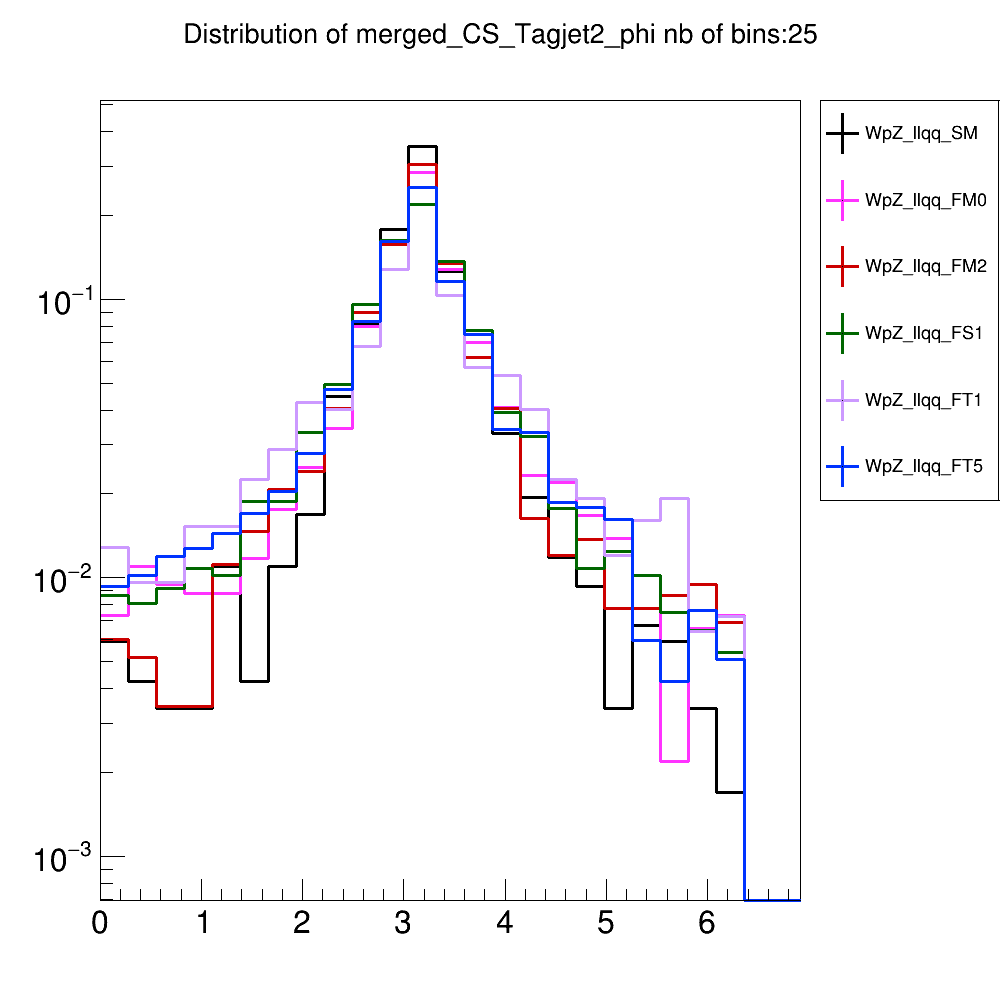 Distribution of merged_CS_Tagjet2_phi nb of bins:25
WpZ_llqq_SM
WpZ_llqq_FM0
WpZ_llqq_FM2
WpZ_llqq_FS1
WpZ_llqq_FT1
WpZ_llqq_FT5
10⁻¹
10⁻²
10⁻³
0 1 2 3 4 5 6